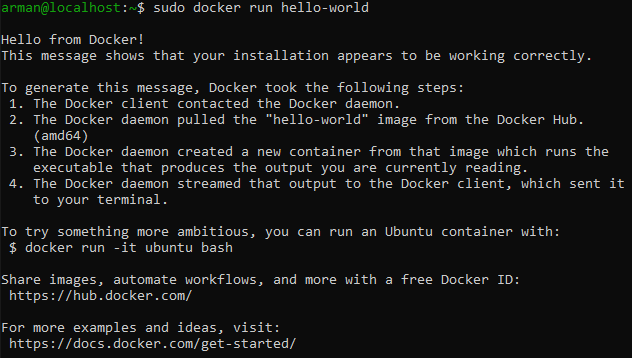 arman@localhost:~$ sudo docker run hello-world
Hello from Docker!
This message shows that your installation appears to be working correctly.
To generate this message, Docker took the following steps:
1. The Docker client contacted the Docker daemon.
2. The Docker daemon pulled the "hello-world" image from the Docker Hub.
(amd64)
3. The Docker daemon created a new container from that image which runs the
executable that produces the output you are currently reading.
4. The Docker daemon streamed that output to the Docker client, which sent it
to your terminal.
To try something more ambitious, you can run an Ubuntu container with:
$ docker run -it ubuntu bash
Share images, automate workflows, and more with a free Docker ID:
https://hub.docker.com/
For more examples and ideas, visit:
https://docs.docker.com/get-started/